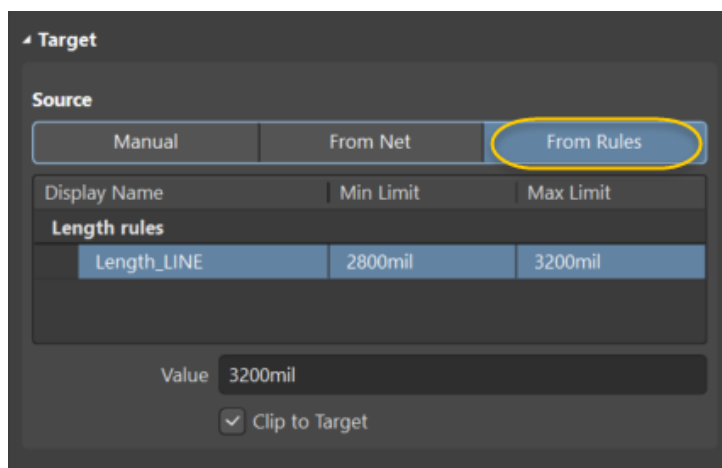 Target
Source
Manual From Net From Rules
Display Name Min Limit Max Limit
Length rules
Length_LINE 2800mil 3200mil
Value 3200mil
Clip to Target